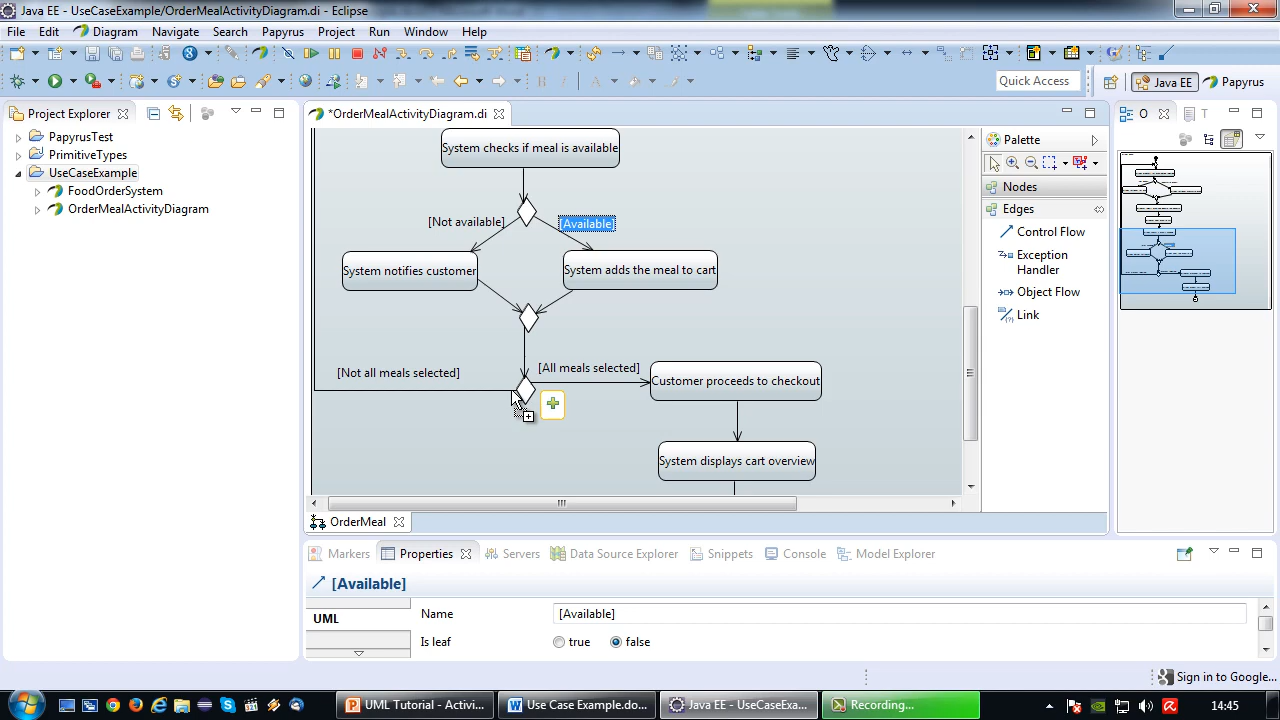 Java EE - UseCaseExample/OrderMealActivityDiagram.di - Eclipse
File Edit Diagram Navigate Search Papyrus Project Run Window Help
Quick Access
Java EE
Papyrus
Project Explorer
*OrderMealActivityDiagram.di
O
T
PapyrusTest
PrimitiveTypes
UseCaseExample
FoodOrderSystem
OrderMealActivityDiagram
System checks if meal is available
[Not available]
[Available]
System notifies customer
System adds the meal to cart
[Not all meals selected]
[All meals selected]
Customer proceeds to checkout
System displays cart overview
Palette
Nodes
Edges
Control Flow
Exception
Handler
Object Flow
Link
OrderMeal
Markers
Properties
Servers
Data Source Explorer
Snippets
Console
Model Explorer
[Available]
UML
Name
[Available]
Is leaf
true
false
Sign in to Google...
UML Tutorial - Activi...
Use Case Example.do...
Java EE - UseCaseExa...
Recording...
14:45